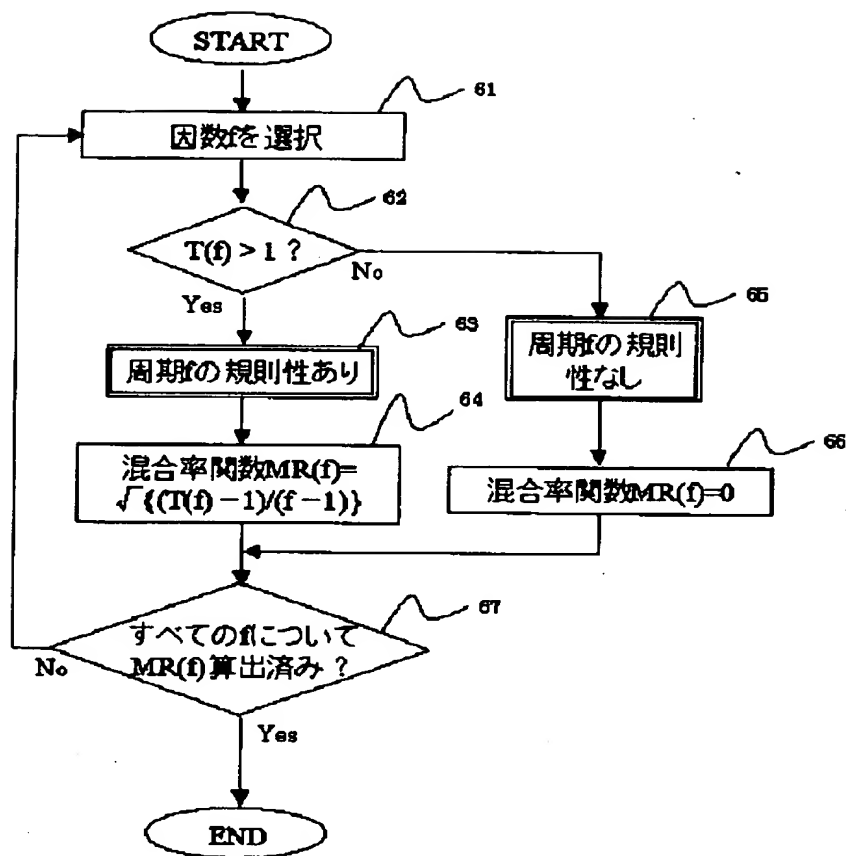 START
61
因数fを選択
62
T(f) > 1 ?
No
Yes
63
周期fの規則性あり
65
周期fの規則
性なし
64
混合率関数MR(f)=
√{(T(f)－1)/(f－1)}
66
混合率関数MR(f)=0
67
すべてのfについて
MR(f)算出済み？
No
Yes
END